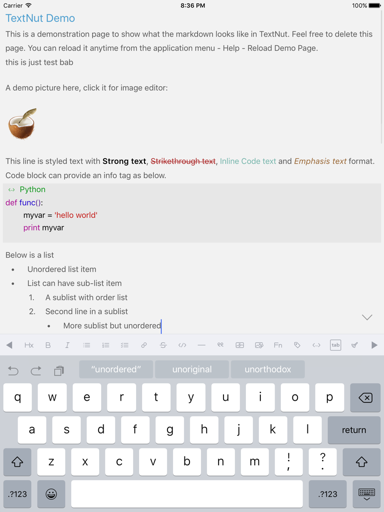 Carrier 8:36 PM 100%
TextNut Demo
This is a demonstration page to show what the markdown looks like in TextNut. Feel free to delete this
page. You can reload it anytime from the application menu - Help - Reload Demo Page.
this is just test bab
A demo picture here, click it for image editor:
This line is styled text with Strong text, Strikethrough text, Inline Code text and Emphasis text format.
Code block can provide an info tag as below.
Python
def func():
myvar = 'hello world'
print myvar
Below is a list
• Unordered list item
• List can have sub-list item
1. A sublist with order list
2. Second line in a sublist
• More sublist but unordered
Hx B I S Pn tab
"unordered" unoriginal unorthodox
q w e r t y u i o p
a s d f g h j k l return
z x c v b n m ! , ? .
.?123 .?123